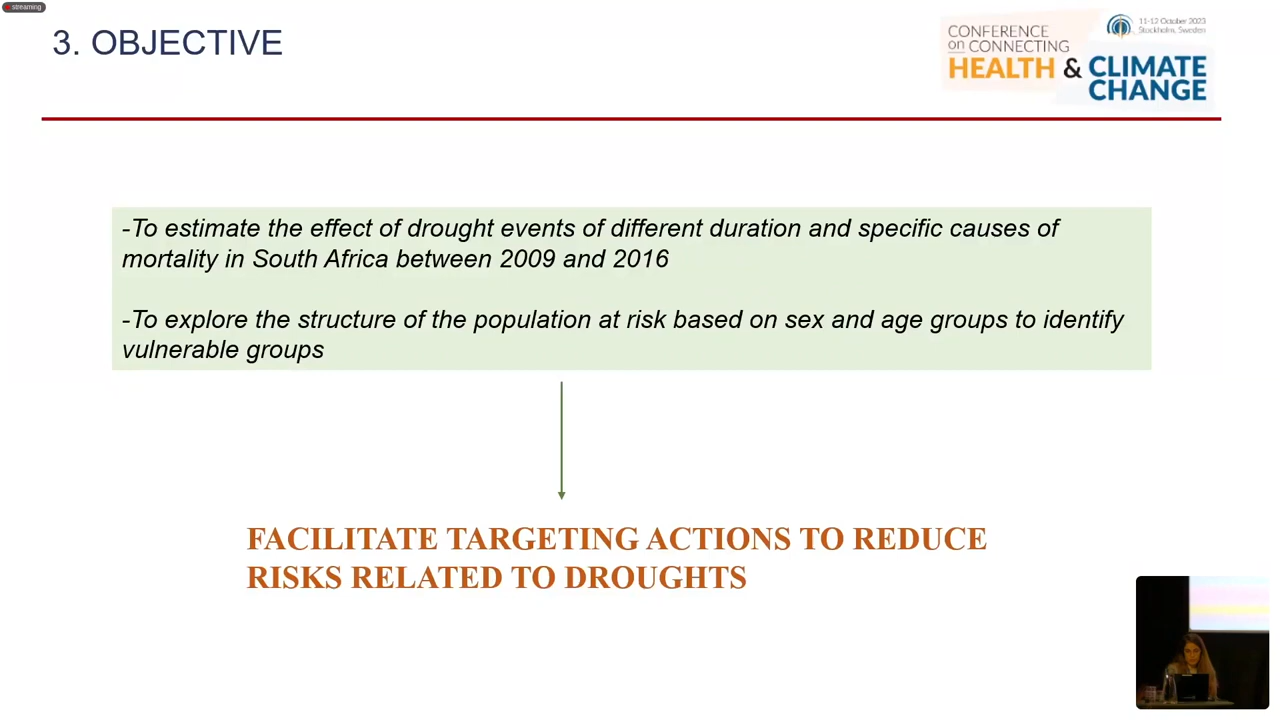 streaming
3. OBJECTIVE
CONFERENCE
on CONNECTING
HEALTH & CLIMATE
CHANGE
11-12 October 2023
Stockholm, Sweden
-To estimate the effect of drought events of different duration and specific causes of
mortality in South Africa between 2009 and 2016
-To explore the structure of the population at risk based on sex and age groups to identify
vulnerable groups
FACILITATE TARGETING ACTIONS TO REDUCE
RISKS RELATED TO DROUGHTS